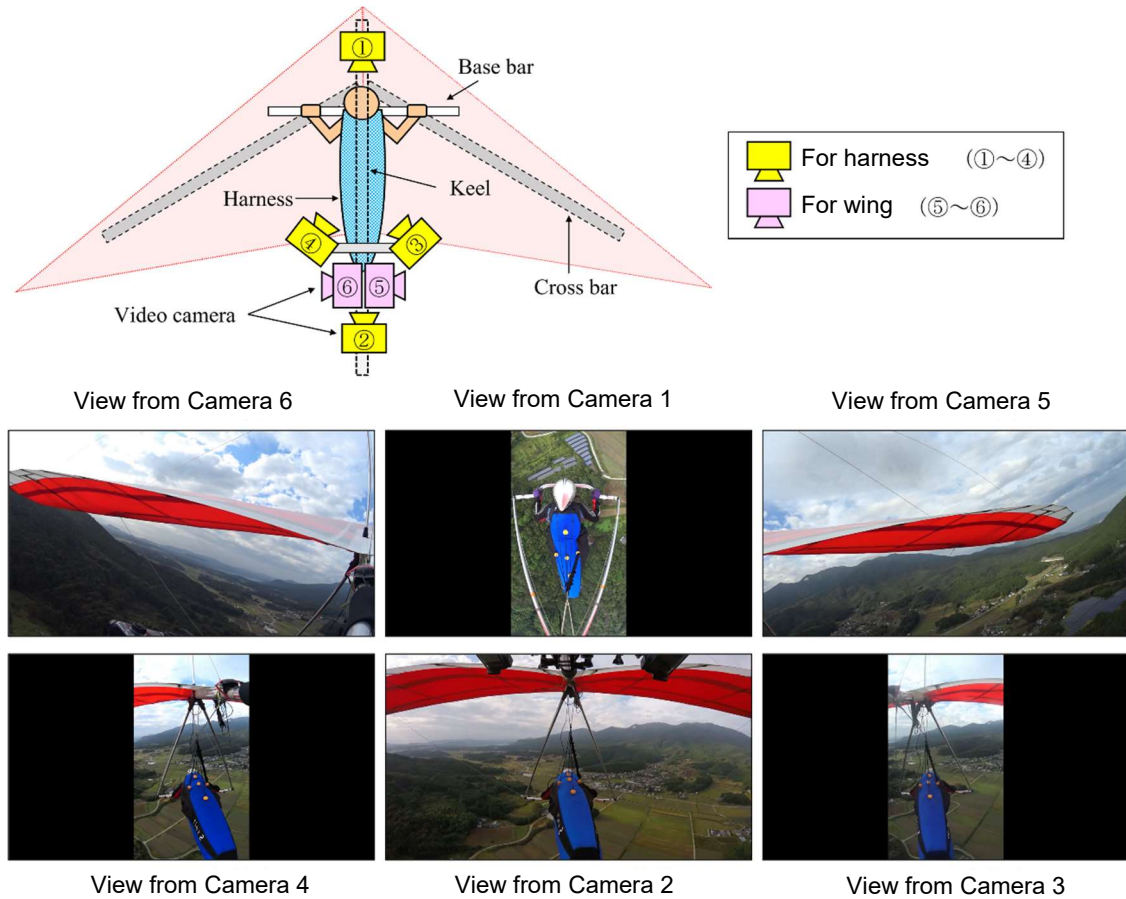 ①
Base bar
For harness (①～④)
Keel
For wing (⑤～⑥)
Harness
④
③
⑥
⑤
Cross bar
Video camera
②
View from Camera 6
View from Camera 1
View from Camera 5
View from Camera 4
View from Camera 2
View from Camera 3